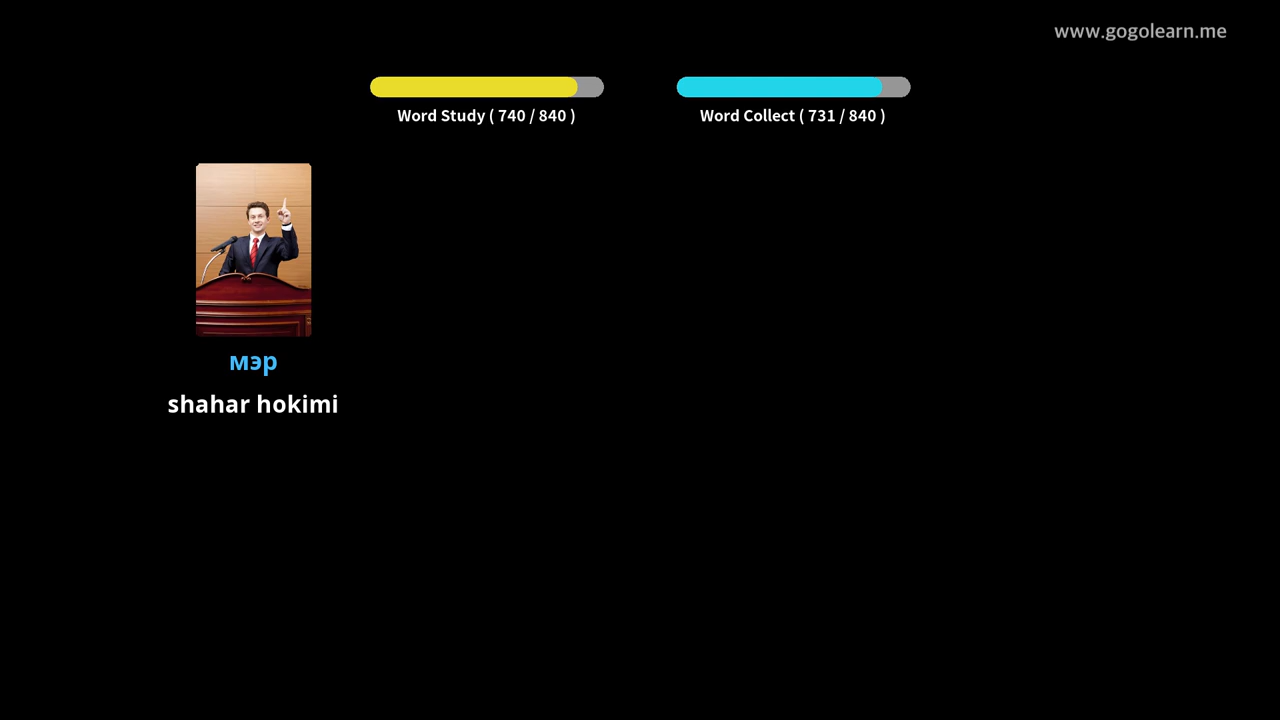 www.gogolearn.me
Word Study ( 740 / 840 )
Word Collect ( 731 / 840 )
мэр
shahar hokimi